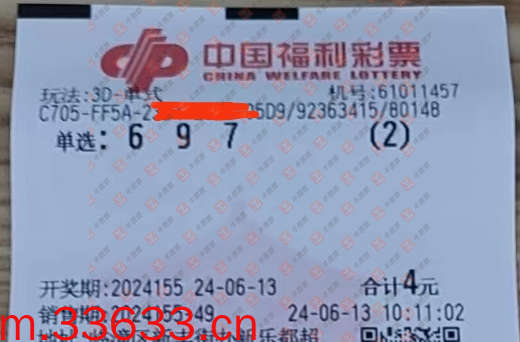 中国福利彩票
CHINA WELFARE LOTTERY
玩法:3D-单式 机号:61011457
C705-FF5A-2 5D9/92363415/80148
单选: 6 9 7 (2)
开奖期:2024155 24-06-13 合计4元
销售期:2024155-49 24-06-13 10:11:02
m.33633.cn